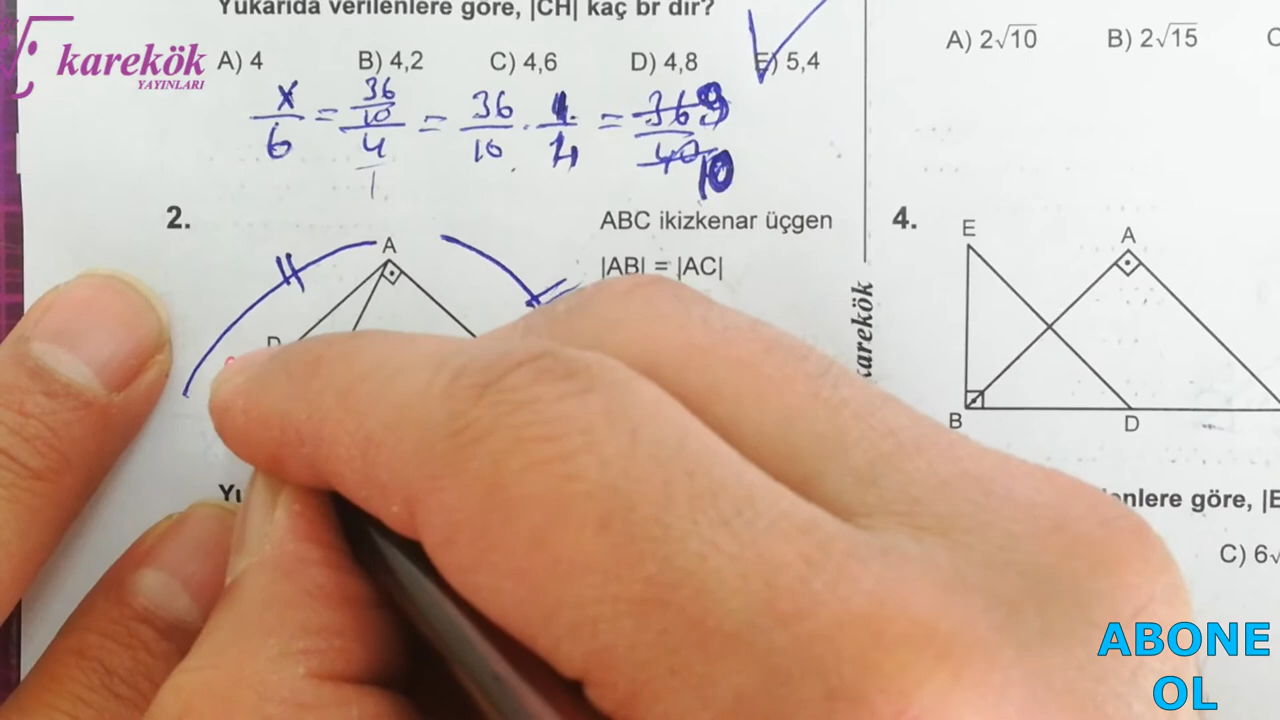 Yukarıda verilenlere göre, |CH| kaç br dir?
A) 4 B) 4,2 C) 4,6 D) 4,8 E) 5,4
karekök
YAYINLARI
x/6 = 36/10/4 = 36/10 · 1/4 = 36/40 9/10
2.
ABC ikizkenar üçgen
|AB| = |AC|
A
D
A) 2√10 B) 2√15
karekök
4.
E
A
B
D
göre,
C) 6√
ABONE
OL